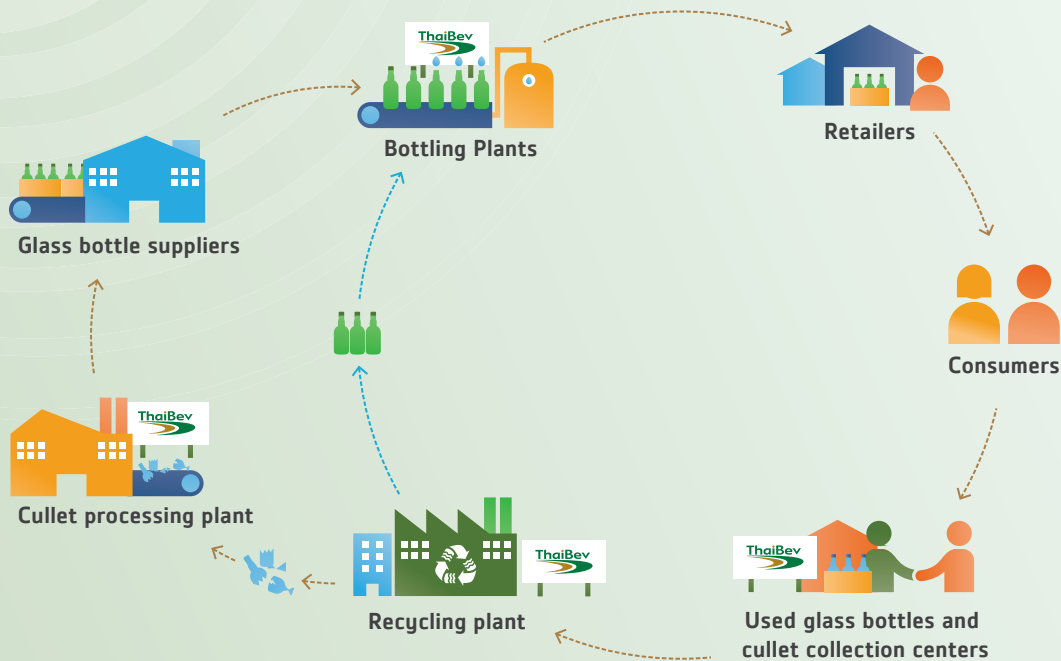 ThaiBev
Bottling Plants
Retailers
Glass bottle suppliers
Consumers
ThaiBev
Cullet processing plant
ThaiBev
Recycling plant
ThaiBev
Used glass bottles and
cullet collection centers